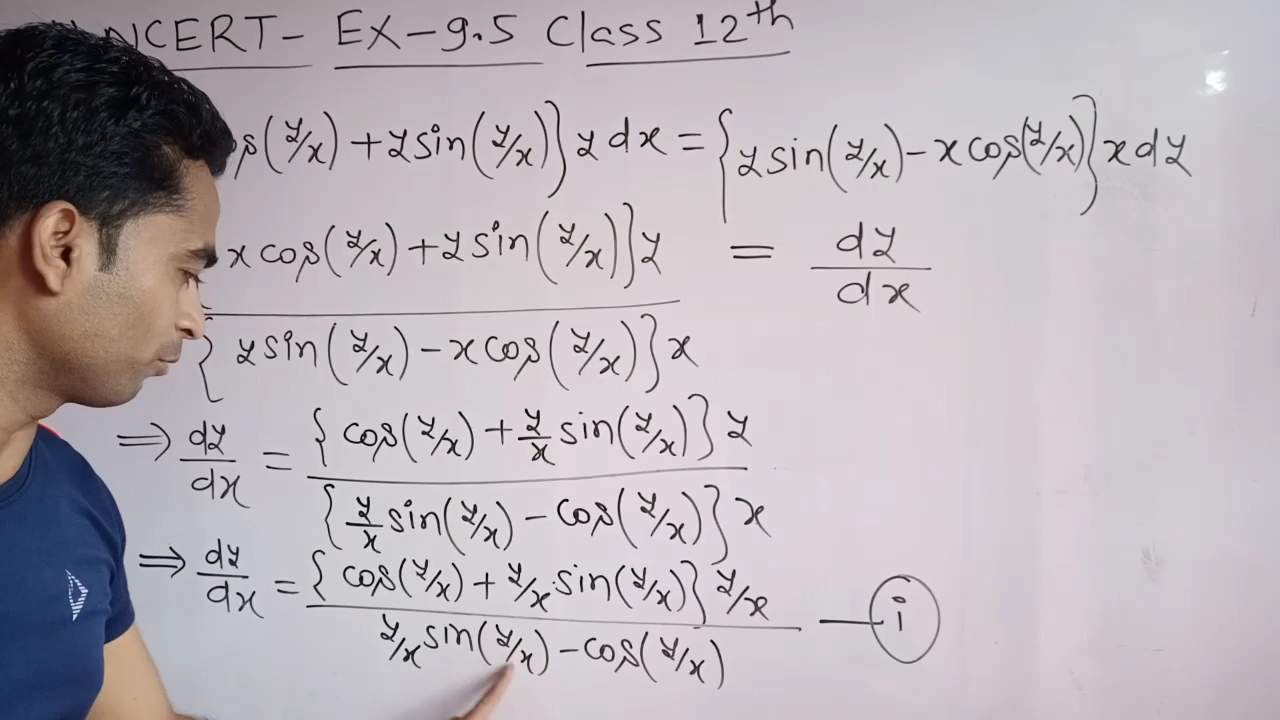 NCERT- EX-9.5 Class 12th
os(y/x) + y sin(y/x)} y dx = {y sin(y/x) - x cos(y/x)} x dy
x cos(y/x) + y sin(y/x)} y = dy
dx
{ y sin(y/x) - x cos(y/x)} x
⇒ dy/dx = { cos(y/x) + y/x sin(y/x) } y
{ y/x sin(y/x) - cos(y/x) } x
⇒ dy/dx = { cos(y/x) + y/x sin(y/x) } y/x — i
y/x sin(y/x) - cos(y/x)